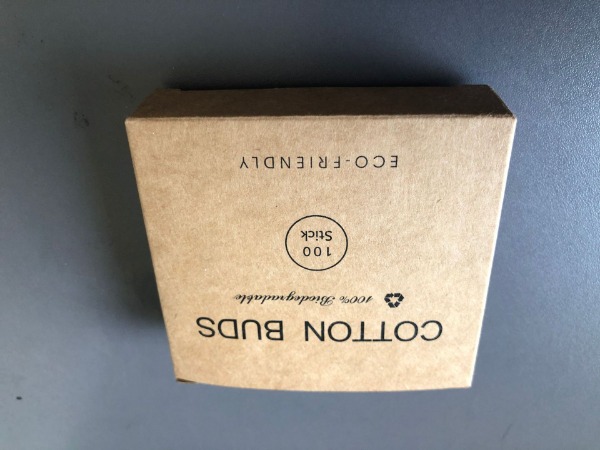 COTTON BUDS
100% Biodegradable
100
Stick
ECO-FRIENDLY